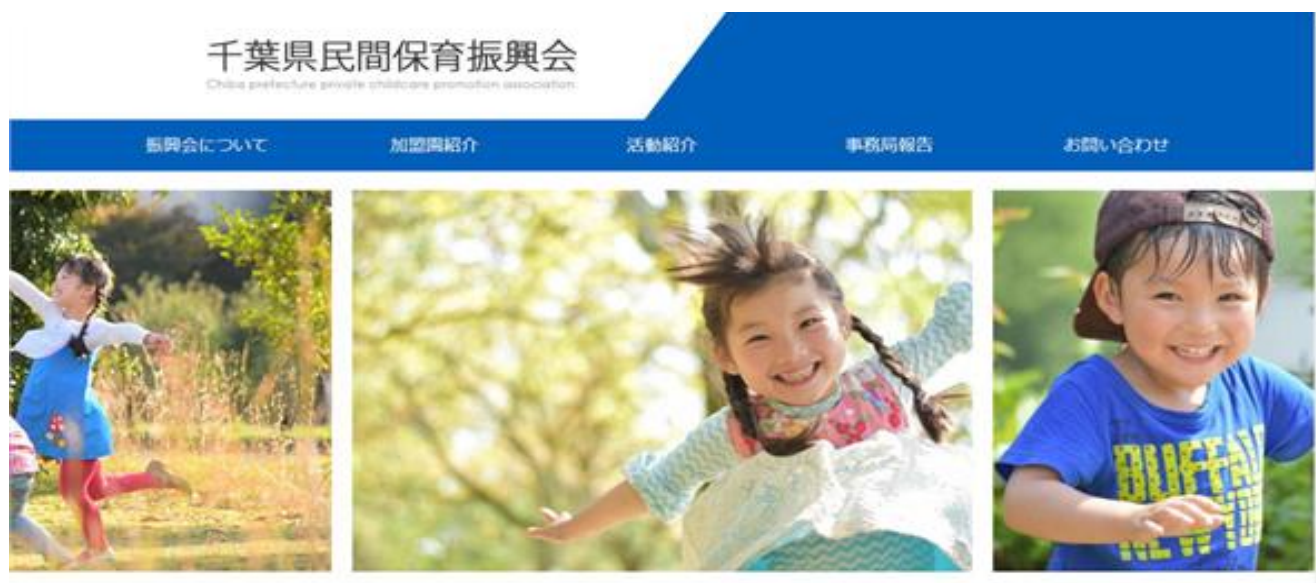 千葉県民間保育振興会
Chiba prefecture private childcare promotion association
振興会について
加盟園紹介
活動紹介
事務局報告
お問い合わせ
BUFFAL
NEW